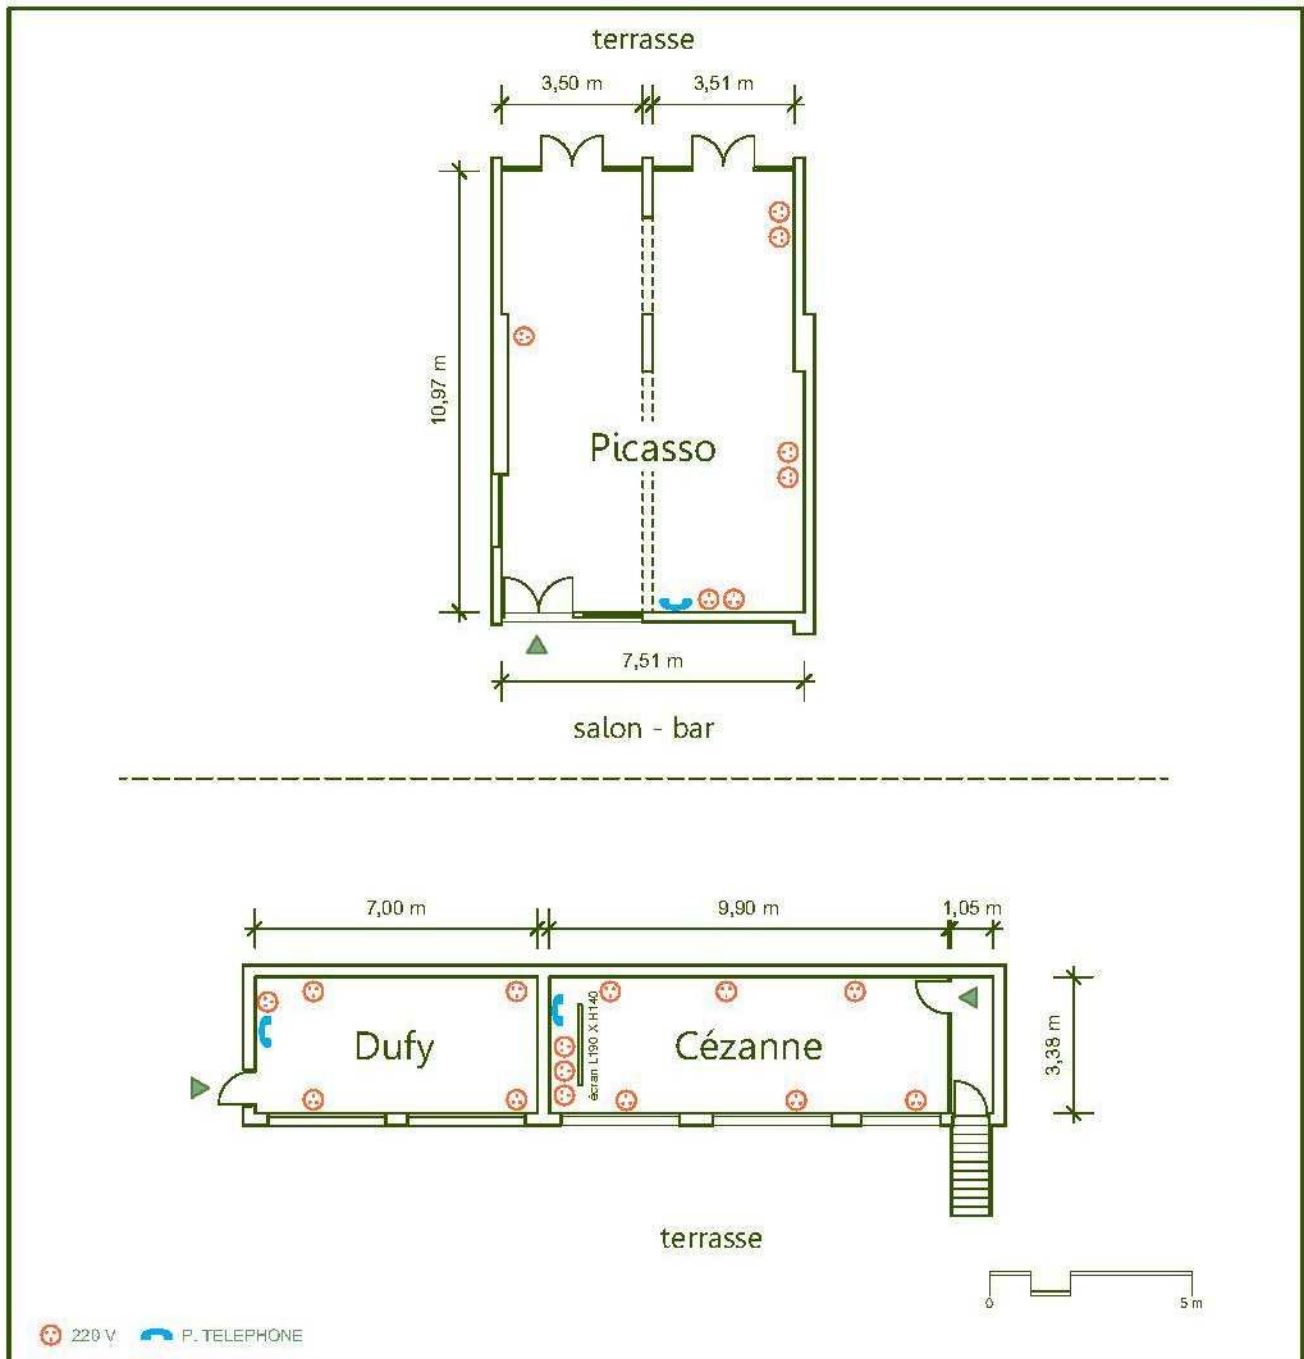 terrasse
3,50 m
3,51 m
10,97 m
Picasso
7,51 m
salon - bar
7,00 m
9,90 m
1,05 m
Dufy
écran L190 X H140
Cézanne
3,38 m
terrasse
0
5 m
220 V
P. TELEPHONE